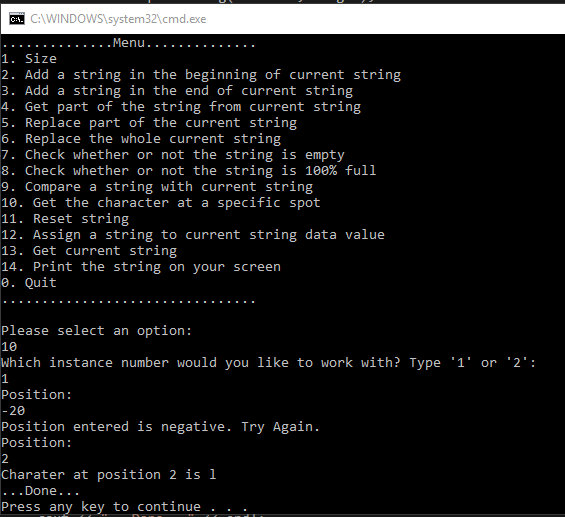 C:\WINDOWS\system32\cmd.exe
..............Menu..............
1. Size
2. Add a string in the beginning of current string
3. Add a string in the end of current string
4. Get part of the string from current string
5. Replace part of the current string
6. Replace the whole current string
7. Check whether or not the string is empty
8. Check whether or not the string is 100% full
9. Compare a string with current string
10. Get the character at a specific spot
11. Reset string
12. Assign a string to current string data value
13. Get current string
14. Print the string on your screen
0. Quit
................................
Please select an option:
10
Which instance number would you like to work with? Type '1' or '2':
1
Position:
-20
Position entered is negative. Try Again.
Position:
2
Charater at position 2 is l
...Done...
Press any key to continue . . .